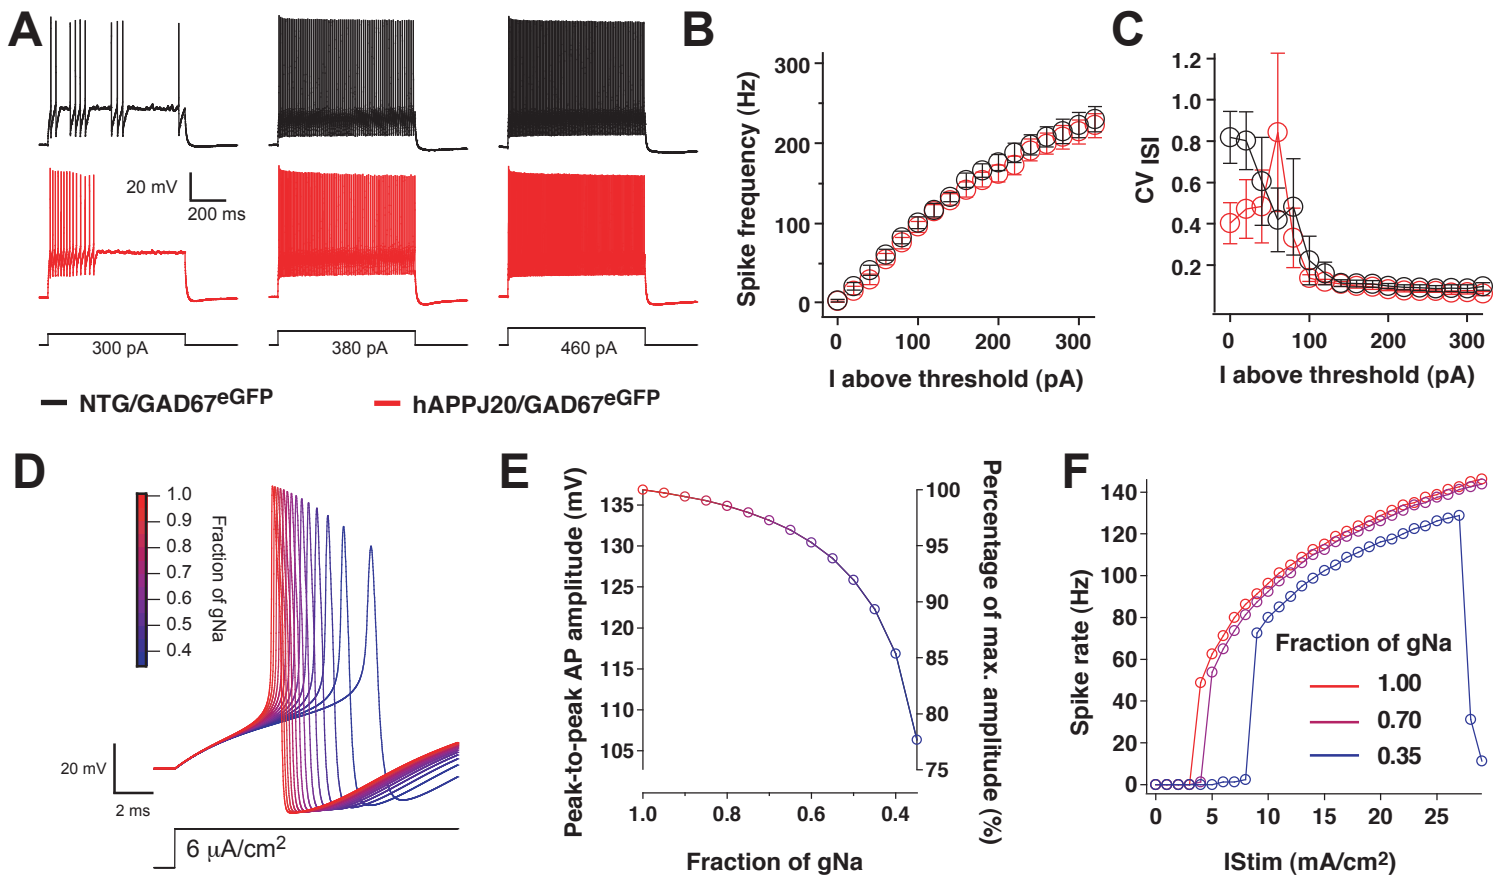 A
20 mV
200 ms
300 pA
380 pA
460 pA
NTG/GAD67eGFP
hAPPJ20/GAD67eGFP
B
Spike frequency (Hz)
300
200
100
0
0
100
200
300
I above threshold (pA)
C
CV ISI
1.2
1.0
0.8
0.6
0.4
0.2
0
100
200
300
I above threshold (pA)
D
1.0
0.9
0.8
0.7
0.6
0.5
0.4
Fraction of gNa
20 mV
2 ms
6 μA/cm2
E
Peak-to-peak AP amplitude (mV)
135
130
125
120
115
110
105
Percentage of max. amplitude (%)
100
95
90
85
80
75
1.0
0.8
0.6
0.4
Fraction of gNa
F
Spike rate (Hz)
140
120
100
80
60
40
20
0
Fraction of gNa
1.00
0.70
0.35
0
5
10
15
20
25
IStim (mA/cm2)